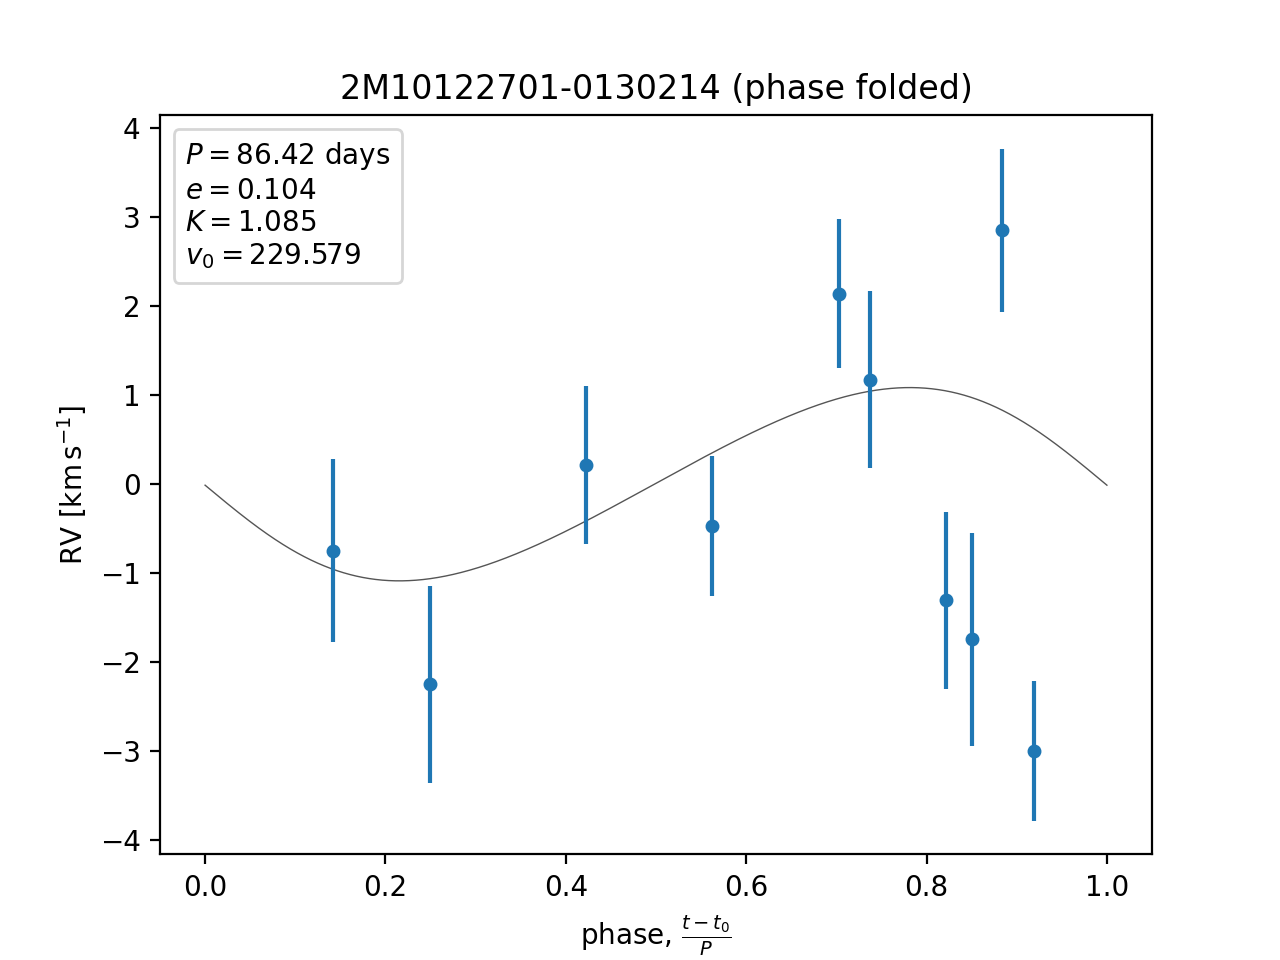 2M10122701-0130214 (phase folded)
P = 86.42 days
e = 0.104
K = 1.085
v₀ = 229.579
4
3
2
1
0
−1
−2
−3
−4
RV [km s⁻¹]
0.0 0.2 0.4 0.6 0.8 1.0
phase, (t − t₀)/P